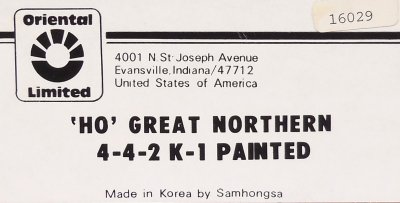 Oriental
Limited
16029
4001 N St. Joseph Avenue
Evansville, Indiana/47712
United States of America
'HO' GREAT NORTHERN
4-4-2 K-1 PAINTED
Made in Korea by Samhongsa